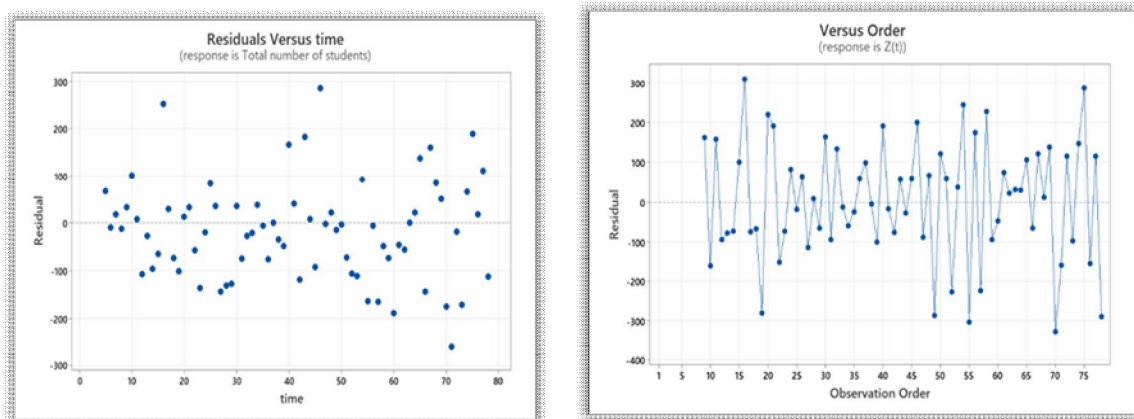 Residuals Versus time
(response is Total number of students)
300
200
100
0
-100
-200
-300
Residual
0 10 20 30 40 50 60 70 80
time
Versus Order
(response is Z(t))
300
200
100
0
-100
-200
-300
-400
Residual
1 5 10 15 20 25 30 35 40 45 50 55 60 65 70 75
Observation Order